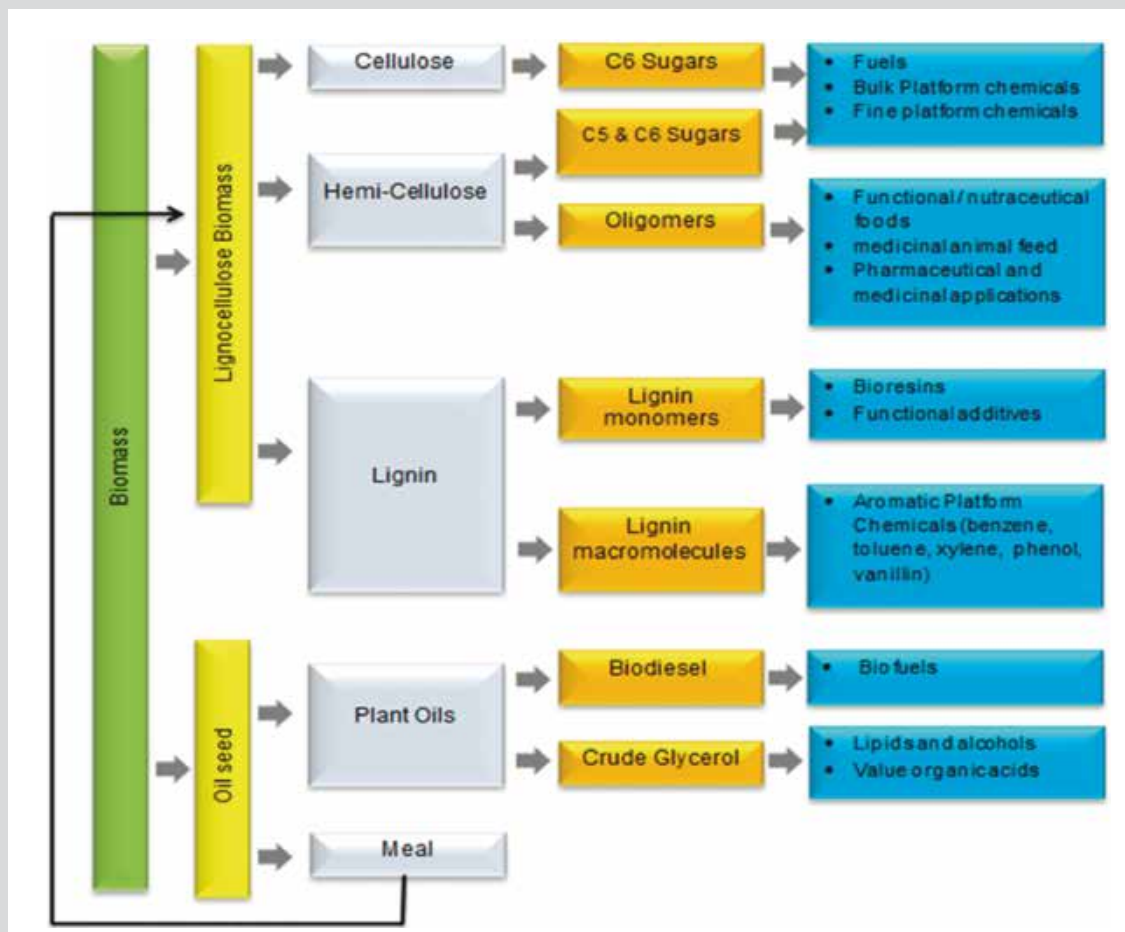 Biomass
Lignocellulose Biomass
Cellulose
C6 Sugars
• Fuels
• Bulk Platform chemicals
• Fine platform chemicals
C5 & C6 Sugars
Hemi-Cellulose
Oligomers
• Functional / nutraceutical
foods
• medicinal animal feed
• Pharmaceutical and
medicinal applications
Lignin
Lignin
monomers
• Bioresins
• Functional additives
Lignin
macromolecules
• Aromatic Platform
Chemicals (benzene,
toluene, xylene, phenol,
vanillin)
Oil seed
Plant Oils
Biodiesel
• Bio fuels
Crude Glycerol
• Lipids and alcohols
• Value organic acids
Meal